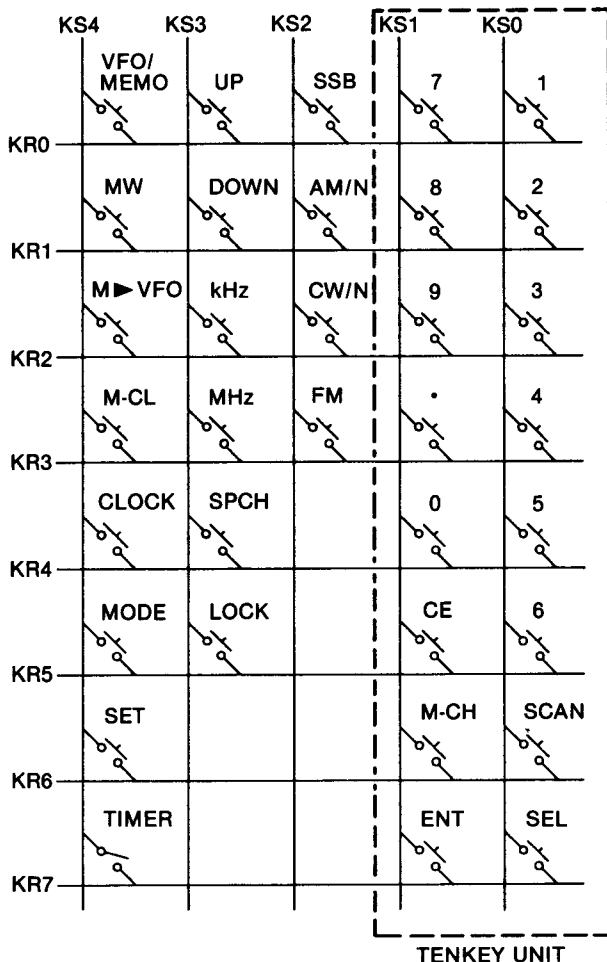 KS4 KS3 KS2 KS1 KS0
VFO/
MEMO UP SSB 7 1
KR0
MW DOWN AM/N 8 2
KR1
M►VFO kHz CW/N 9 3
KR2
M-CL MHz FM · 4
KR3
CLOCK SPCH 0 5
KR4
MODE LOCK CE 6
KR5
SET M-CH SCAN
KR6
TIMER ENT SEL
KR7
TENKEY UNIT